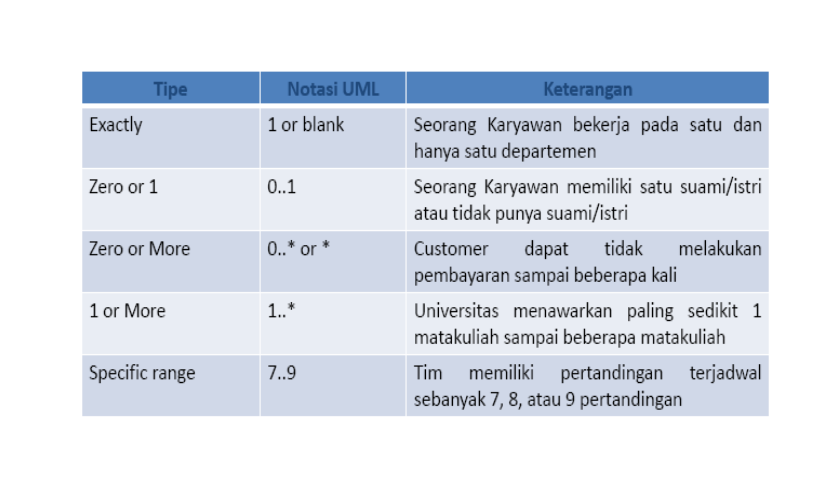 Tipe Notasi UML Keterangan
Exactly 1 or blank Seorang Karyawan bekerja pada satu dan
hanya satu departemen
Zero or 1 0..1 Seorang Karyawan memiliki satu suami/istri
atau tidak punya suami/istri
Zero or More 0..* or * Customer dapat tidak melakukan
pembayaran sampai beberapa kali
1 or More 1..* Universitas menawarkan paling sedikit 1
matakuliah sampai beberapa matakuliah
Specific range 7..9 Tim memiliki pertandingan terjadwal
sebanyak 7, 8, atau 9 pertandingan